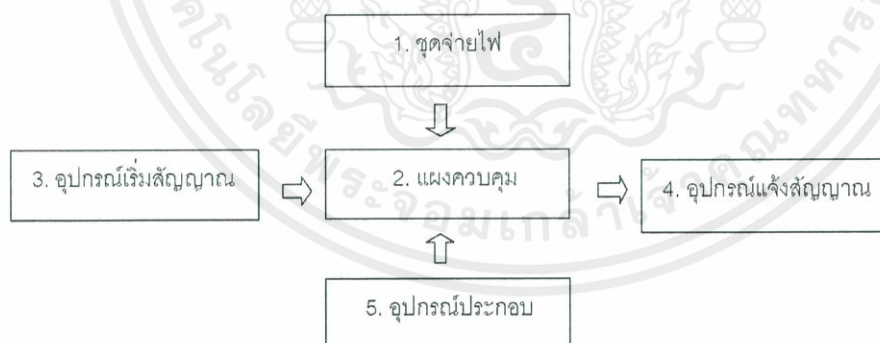 1. ชุดจ่ายไฟ
3. อุปกรณ์เริ่มสัญญาณ
2. แผงควบคุม
4. อุปกรณ์แจ้งสัญญาณ
5. อุปกรณ์ประกอบ